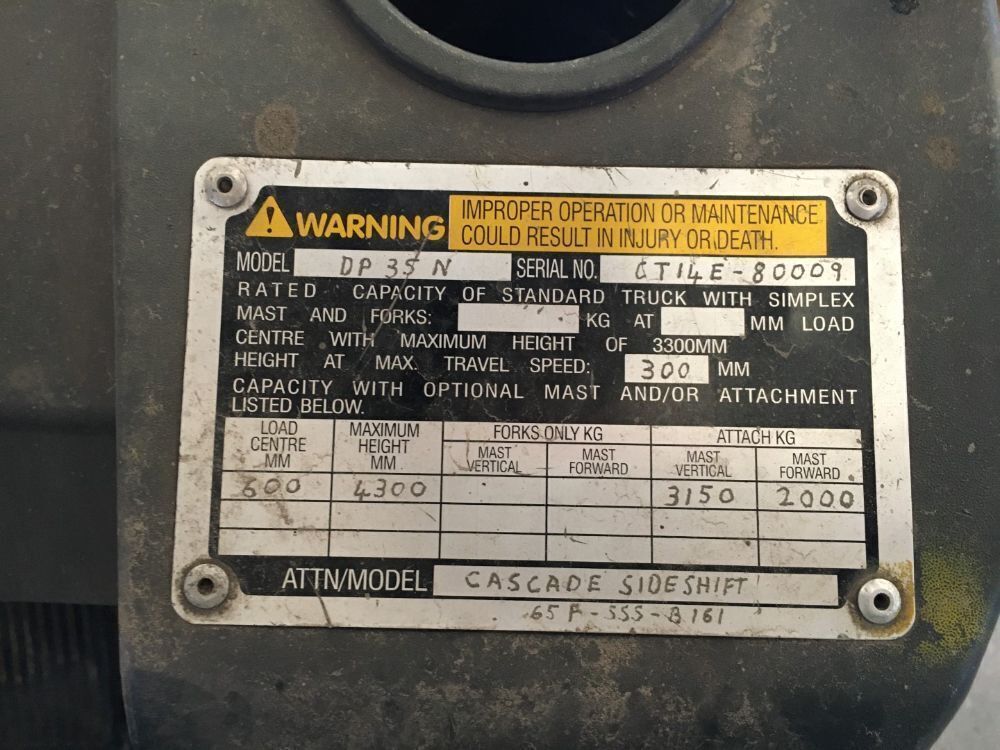 WARNING
IMPROPER OPERATION OR MAINTENANCE
COULD RESULT IN INJURY OR DEATH.
MODEL DP 35 N SERIAL NO. CT14E-80009
RATED CAPACITY OF STANDARD TRUCK WITH SIMPLEX
MAST AND FORKS: KG AT MM LOAD
CENTRE WITH MAXIMUM HEIGHT OF 3300MM
HEIGHT AT MAX. TRAVEL SPEED: 300 MM
CAPACITY WITH OPTIONAL MAST AND/OR ATTACHMENT
LISTED BELOW.
LOAD CENTRE MM MAXIMUM HEIGHT MM FORKS ONLY KG ATTACH KG
MAST VERTICAL MAST FORWARD MAST VERTICAL MAST FORWARD
600 4300 3150 2000
ATTN/MODEL CASCADE SIDESHIFT
65F-SSS-B161